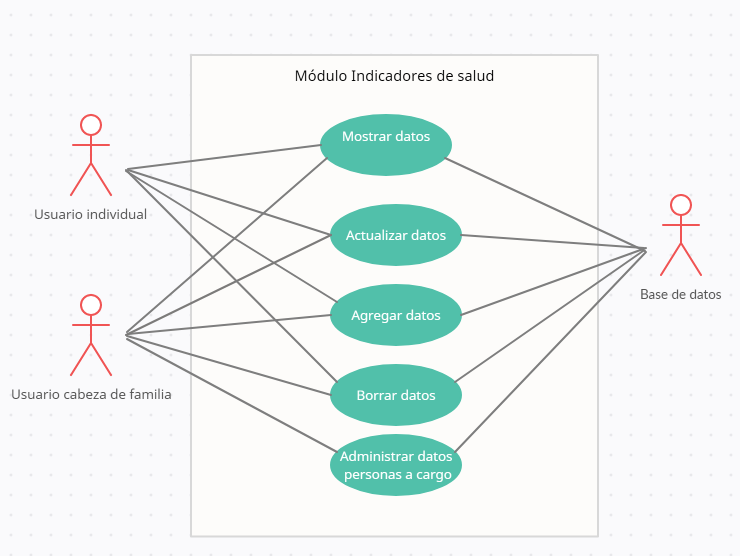 Módulo Indicadores de salud
Mostrar datos
Usuario individual
Actualizar datos
Base de datos
Agregar datos
Usuario cabeza de familia
Borrar datos
Administrar datos
personas a cargo